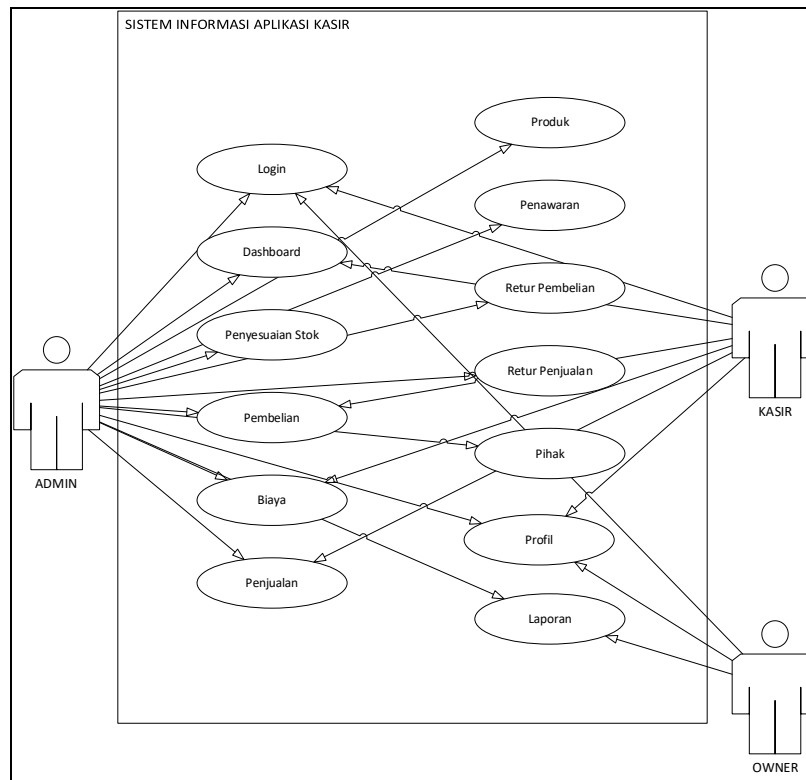 SISTEM INFORMASI APLIKASI KASIR
Produk
Login
Penawaran
Dashboard
Retur Pembelian
Penyesuaian Stok
Retur Penjualan
KASIR
Pembelian
Pihak
ADMIN
Biaya
Profil
Penjualan
Laporan
OWNER